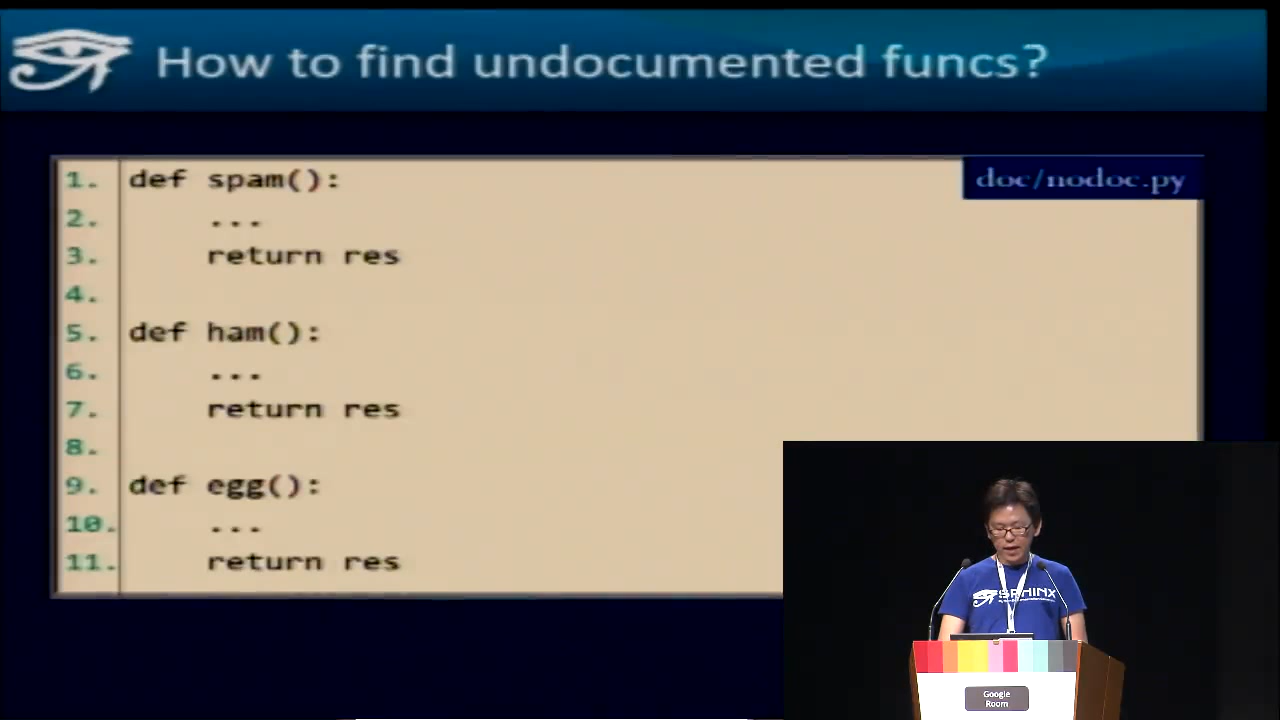 How to find undocumented funcs?
doc/nodoc.py
1. def spam():
2. ...
3. return res
4.
5. def ham():
6. ...
7. return res
8.
9. def egg():
10. ...
11. return res
SPHINX
Google
Room